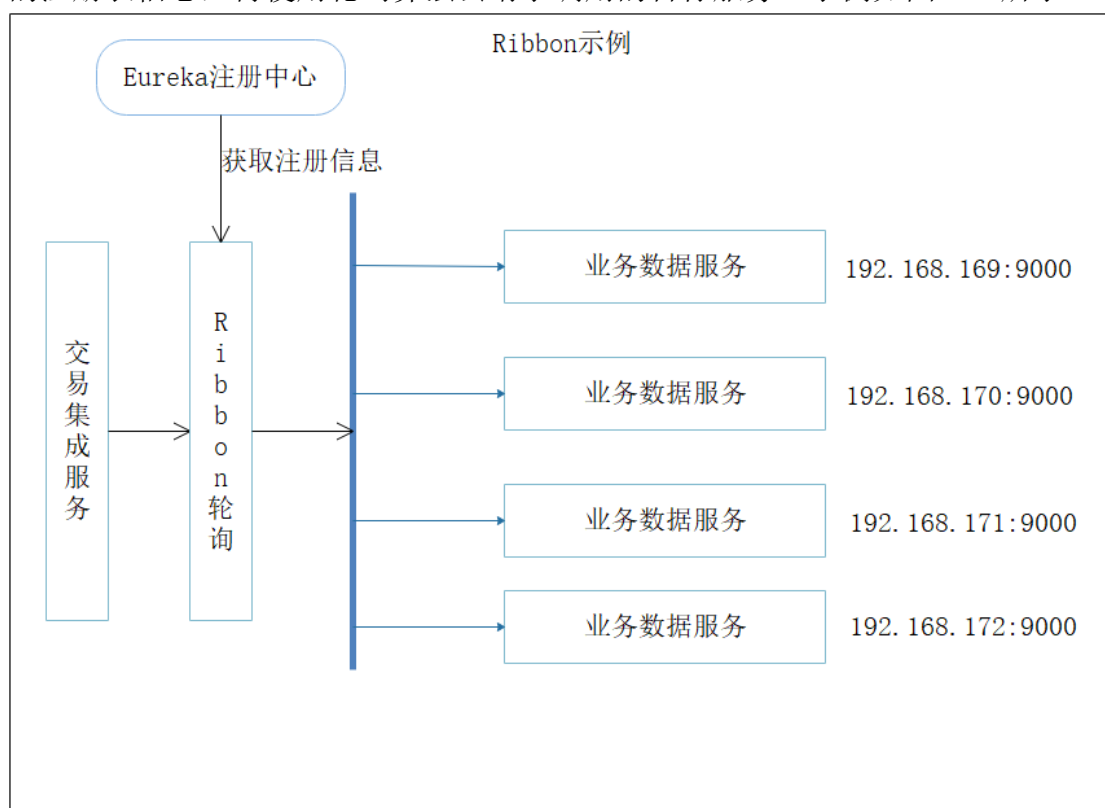 Ribbon示例
Eureka注册中心
获取注册信息
交易集成服务
Ribbon轮询
业务数据服务 192.168.169:9000
业务数据服务 192.168.170:9000
业务数据服务 192.168.171:9000
业务数据服务 192.168.172:9000